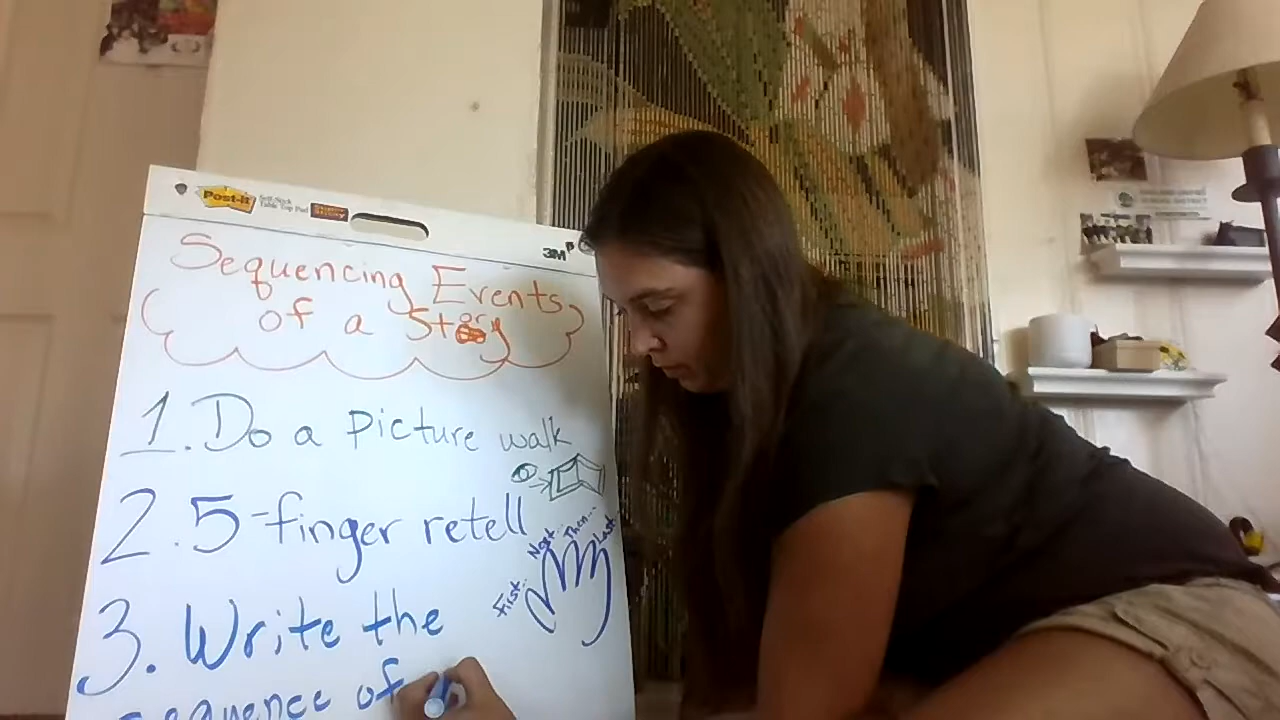 Post-it
3M
Sequencing Events
of a Story
1. Do a picture walk
2. 5-finger retell
First...
Next...
Then...
Last...
3. Write the
sequence of